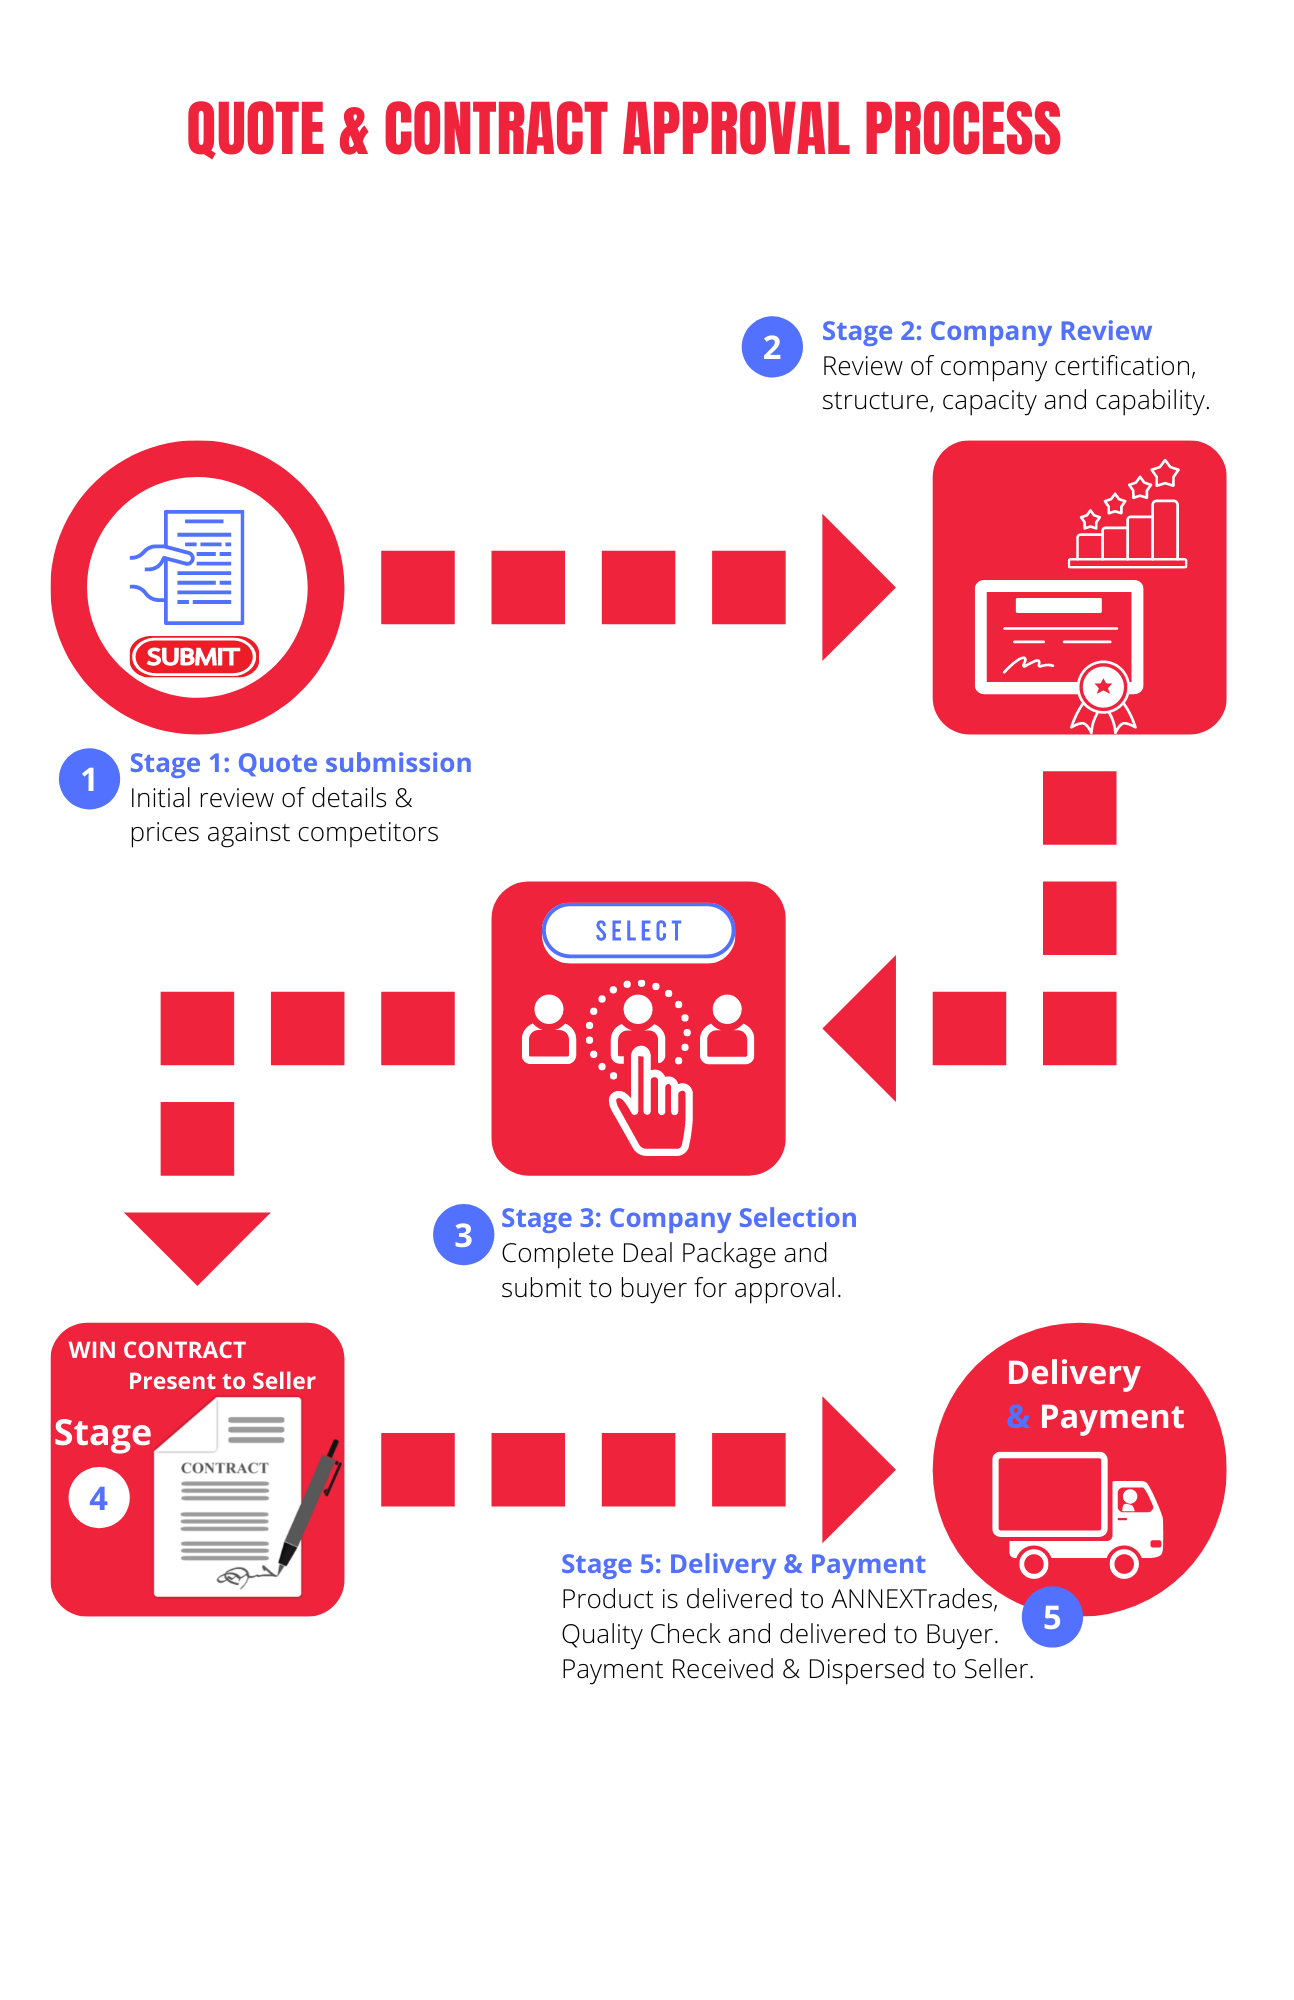 QUOTE & CONTRACT APPROVAL PROCESS
2
Stage 2: Company Review
Review of company certification,
structure, capacity and capability.
SUBMIT
1
Stage 1: Quote submission
Initial review of details &
prices against competitors
SELECT
3
Stage 3: Company Selection
Complete Deal Package and
submit to buyer for approval.
WIN CONTRACT
Present to Seller
Stage
4
CONTRACT
Delivery
& Payment
Stage 5: Delivery & Payment
Product is delivered to ANNEXTrades,
Quality Check and delivered to Buyer.
Payment Received & Dispersed to Seller.
5